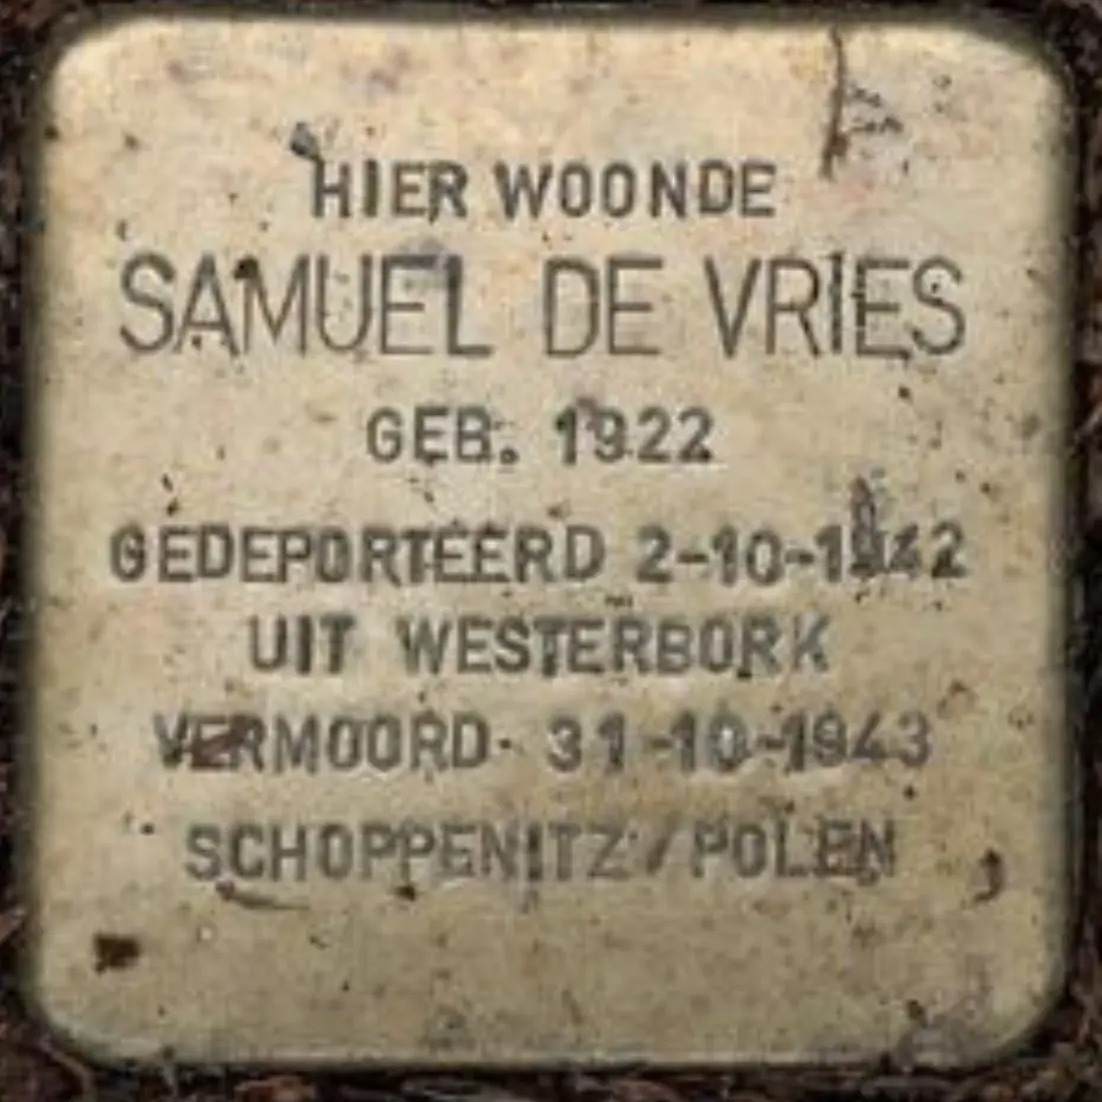 HIER WOONDE
SAMUEL DE VRIES
GEB. 1922
GEDEPORTEERD 2-10-1942
UIT WESTERBORK
VERMOORD 31-10-1943
SCHOPPENITZ/POLEN